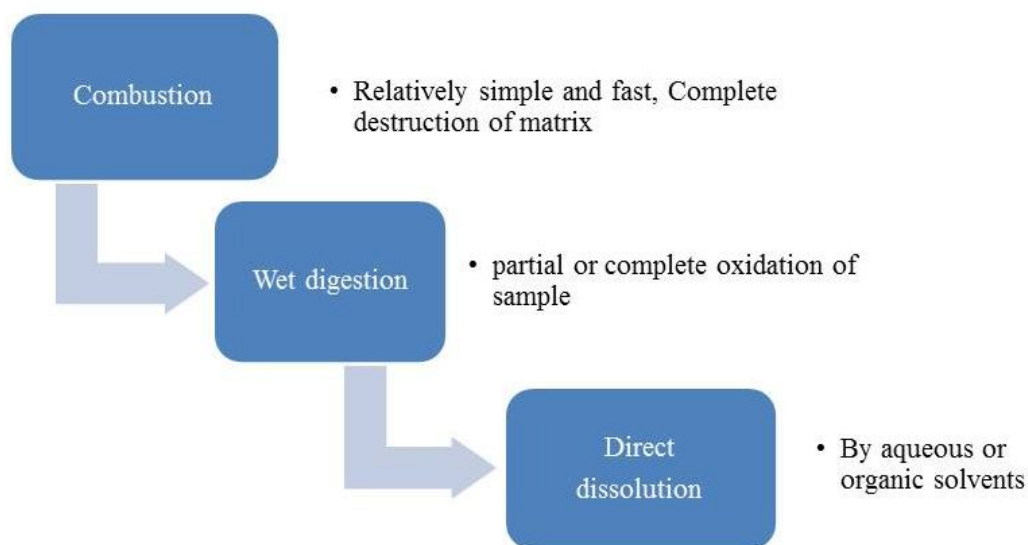 Combustion
• Relatively simple and fast, Complete
destruction of matrix
Wet digestion
• partial or complete oxidation of
sample
Direct
dissolution
• By aqueous or
organic solvents